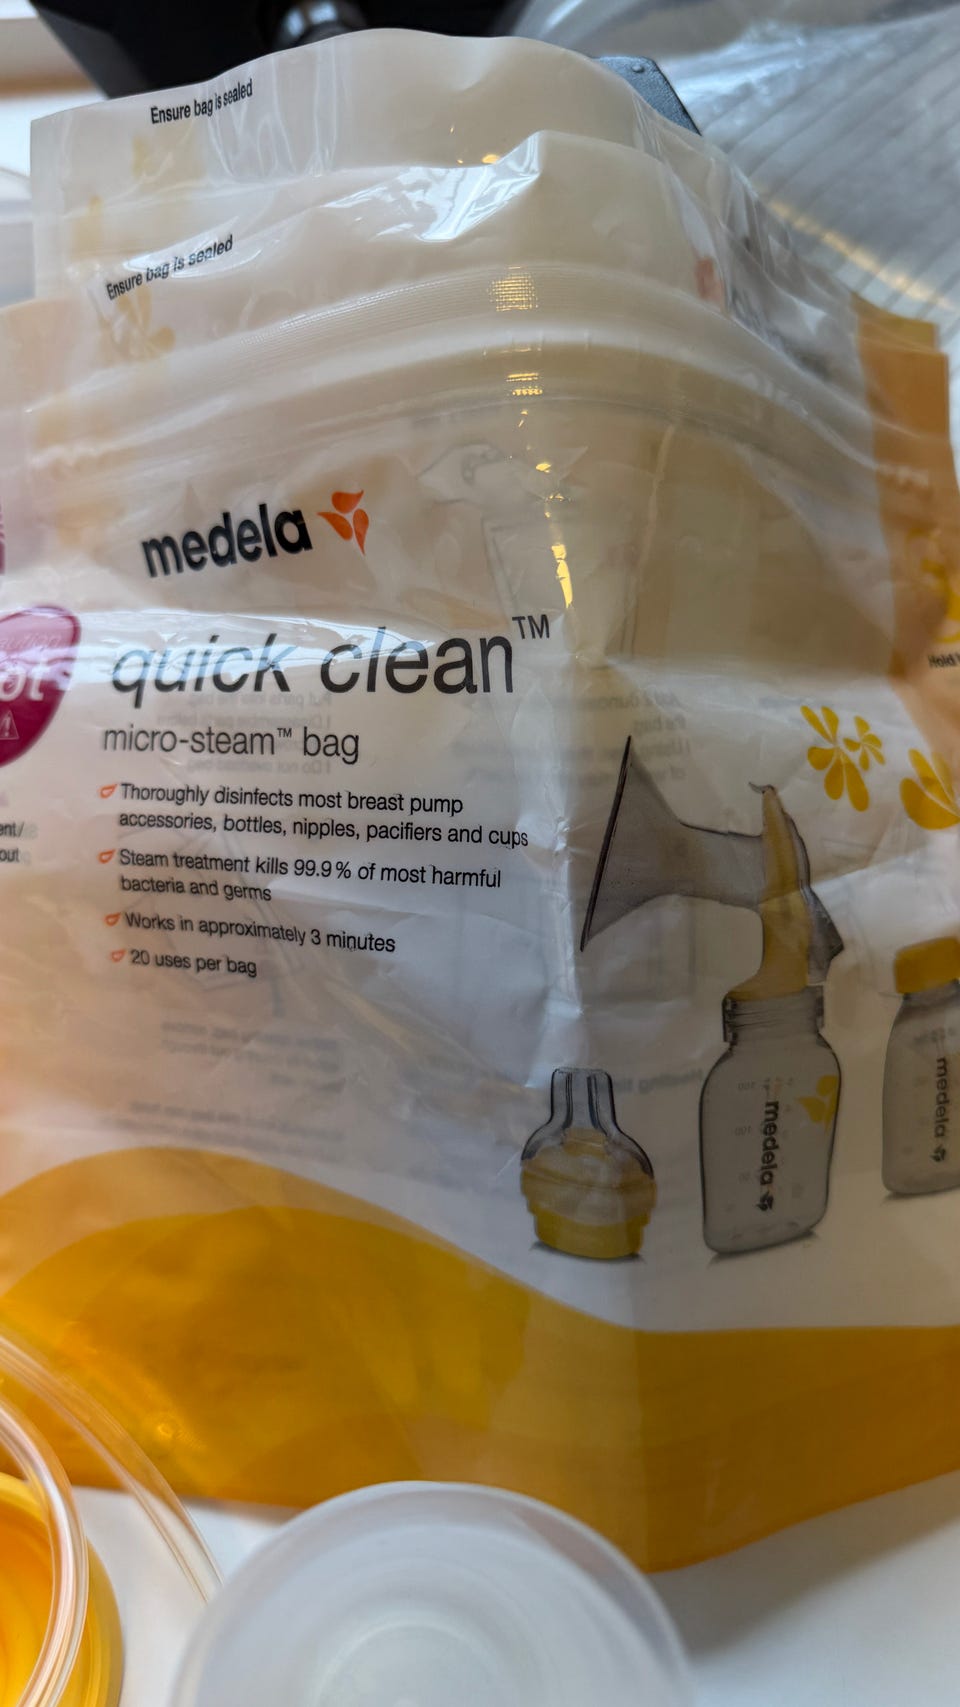 Ensure bag is sealed
Ensure bag is sealed
medela
quick clean™
micro-steam™ bag
Thoroughly disinfects most breast pump
accessories, bottles, nipples, pacifiers and cups
Steam treatment kills 99.9% of most harmful
bacteria and germs
Works in approximately 3 minutes
20 uses per bag
medela
medela
Hold